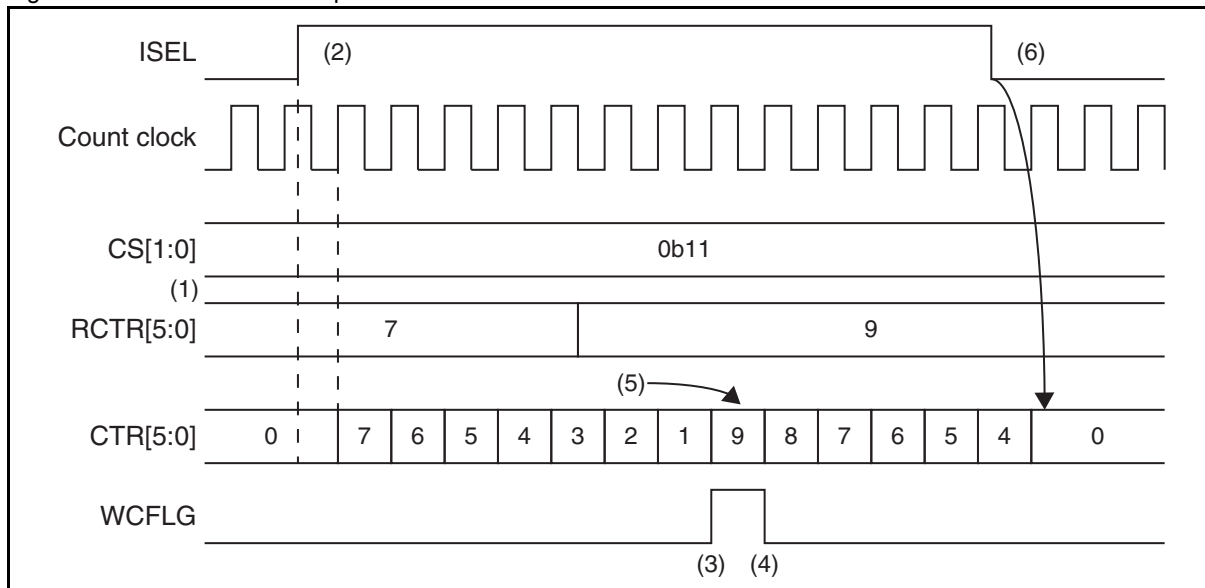 ISEL (2) (6)
Count clock
CS[1:0] 0b11
(1)
RCTR[5:0] 7 9
(5)
CTR[5:0] 0 7 6 5 4 3 2 1 9 8 7 6 5 4 0
WCFLG
(3) (4)